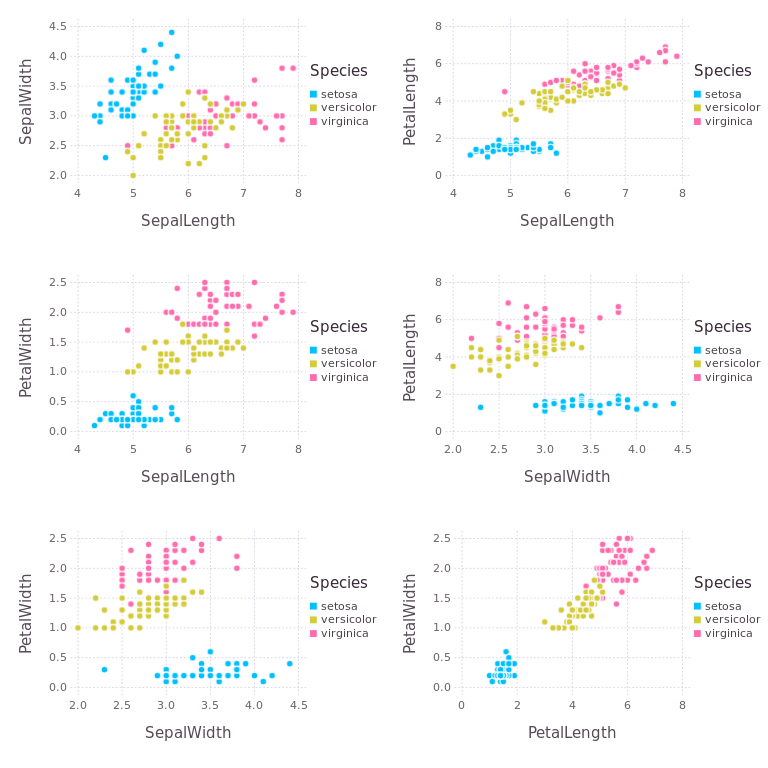 4.5
4.0
3.5
3.0
2.5
2.0
SepalWidth
4 5 6 7 8
SepalLength
Species
setosa
versicolor
virginica
8
6
4
2
0
PetalLength
4 5 6 7 8
SepalLength
Species
setosa
versicolor
virginica
2.5
2.0
1.5
1.0
0.5
0.0
PetalWidth
4 5 6 7 8
SepalLength
Species
setosa
versicolor
virginica
8
6
4
2
0
PetalLength
2.0 2.5 3.0 3.5 4.0 4.5
SepalWidth
Species
setosa
versicolor
virginica
2.5
2.0
1.5
1.0
0.5
0.0
PetalWidth
2.0 2.5 3.0 3.5 4.0 4.5
SepalWidth
Species
setosa
versicolor
virginica
2.5
2.0
1.5
1.0
0.5
0.0
PetalWidth
0 2 4 6 8
PetalLength
Species
setosa
versicolor
virginica